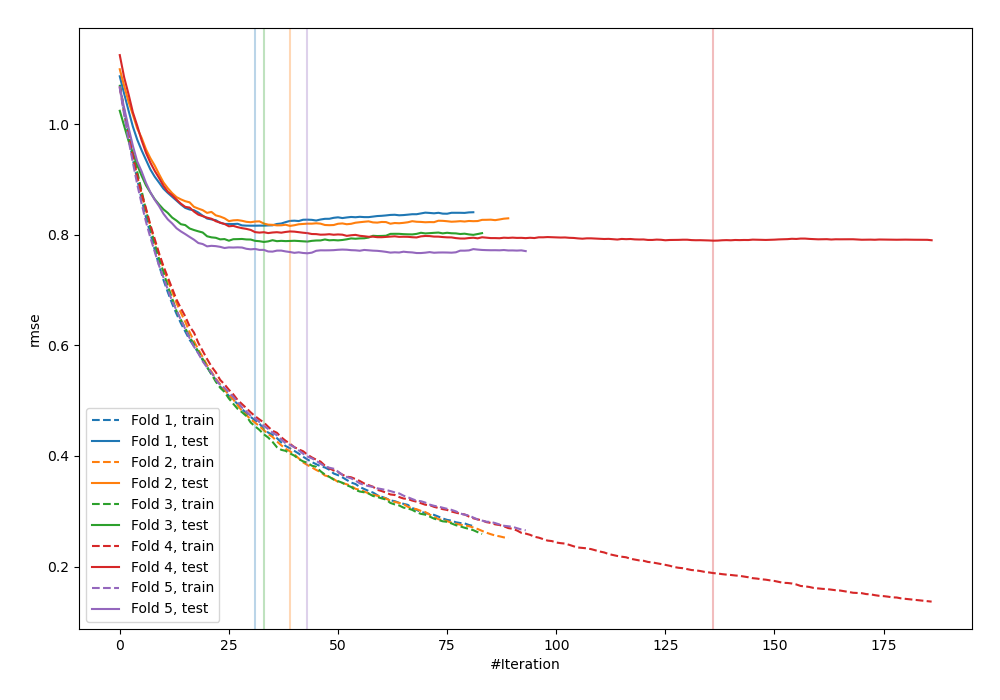 1.0
0.8
0.6
0.4
0.2
rmse
Fold 1, train
Fold 1, test
Fold 2, train
Fold 2, test
Fold 3, train
Fold 3, test
Fold 4, train
Fold 4, test
Fold 5, train
Fold 5, test
0 25 50 75 100 125 150 175
#Iteration